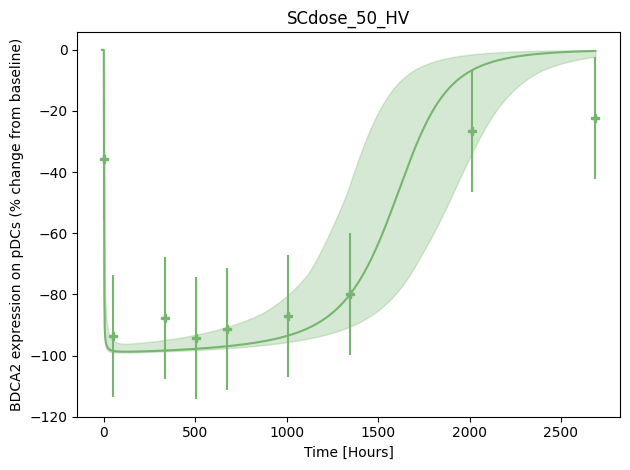 SCdose_50_HV
BDCA2 expression on pDCs (% change from baseline)
0
−20
−40
−60
−80
−100
−120
0 500 1000 1500 2000 2500
Time [Hours]